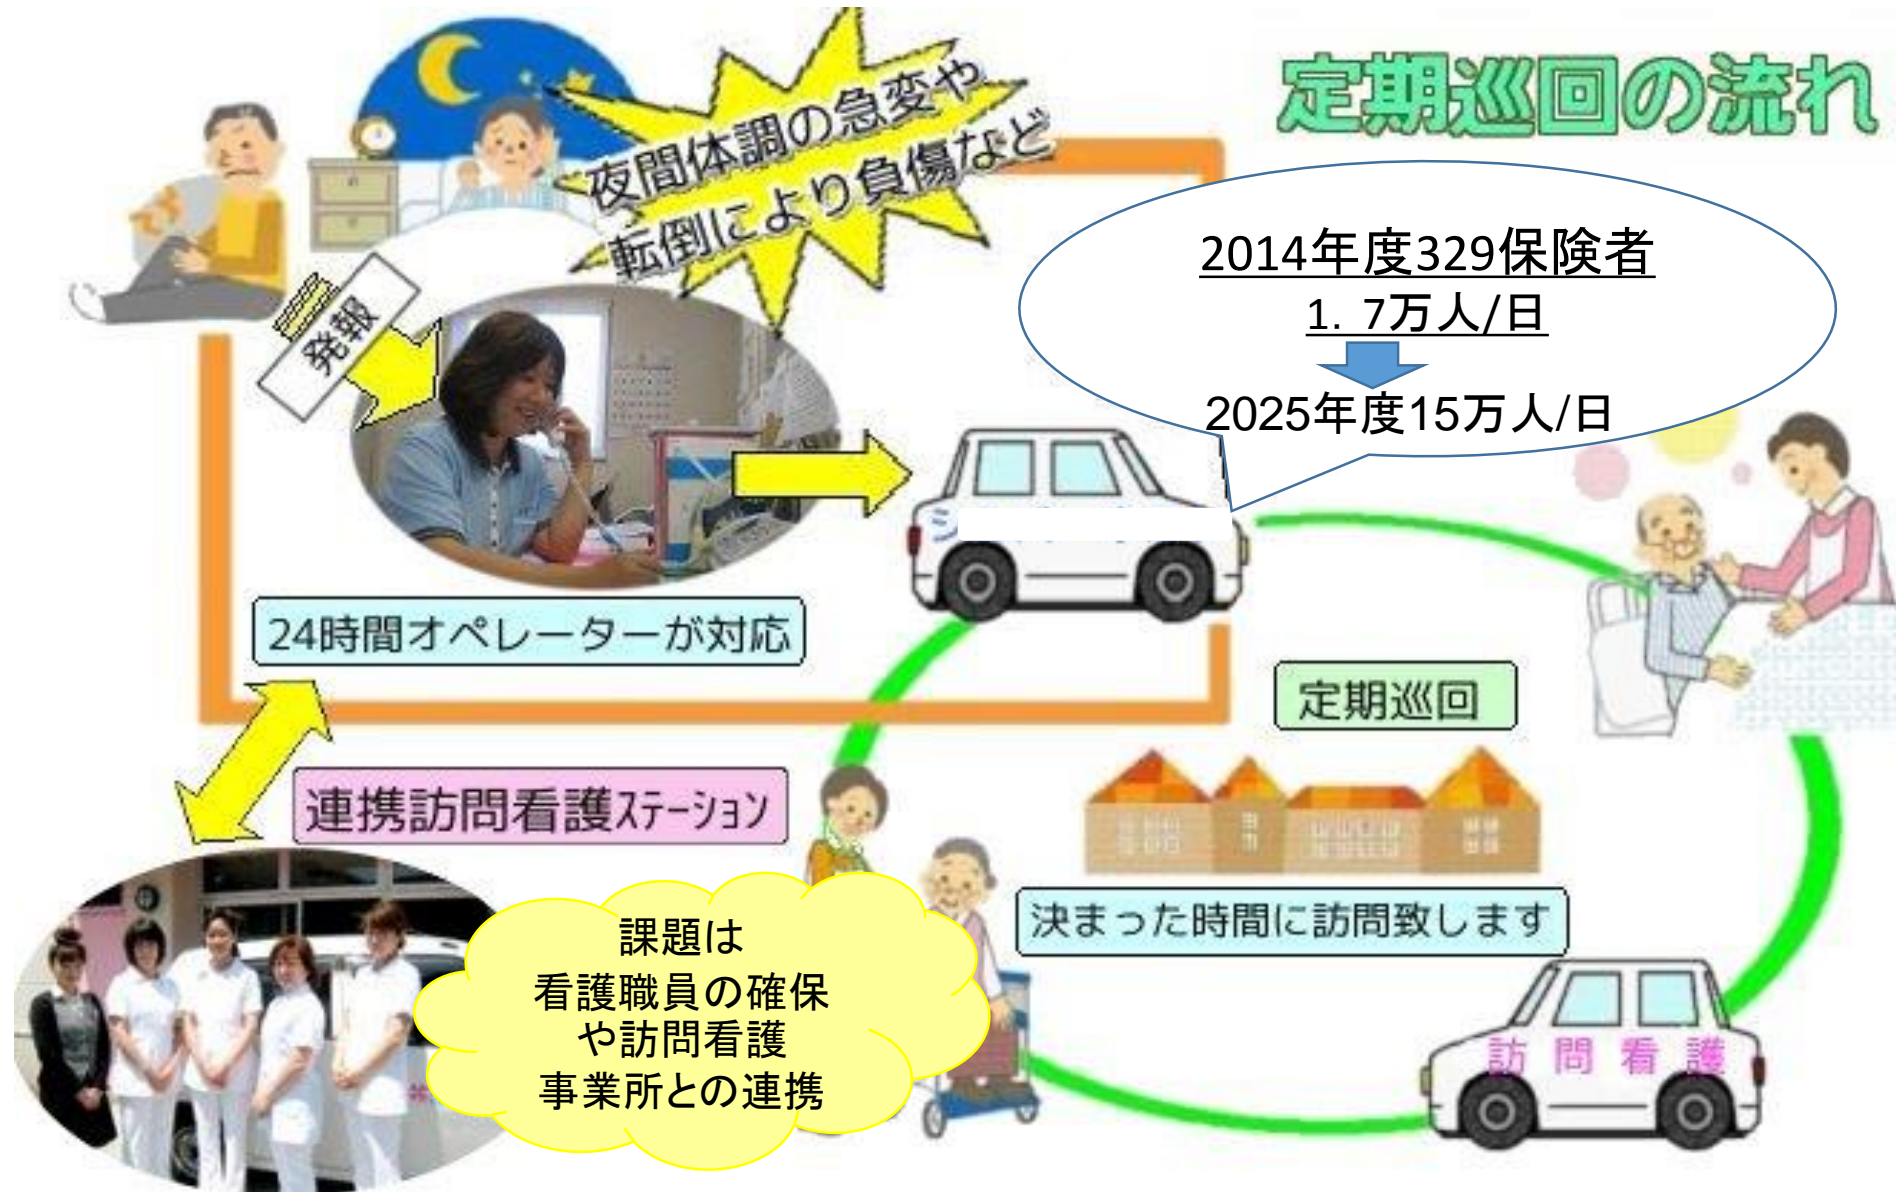 定期巡回の流れ
夜間体調の急変や
転倒により負傷など
2014年度329保険者
1．7万人/日
2025年度15万人/日
発報
24時間オペレーターが対応
定期巡回
連携訪問看護ｽﾃｰｼｮﾝ
決まった時間に訪問致します
課題は
看護職員の確保
や訪問看護
事業所との連携
訪問看護